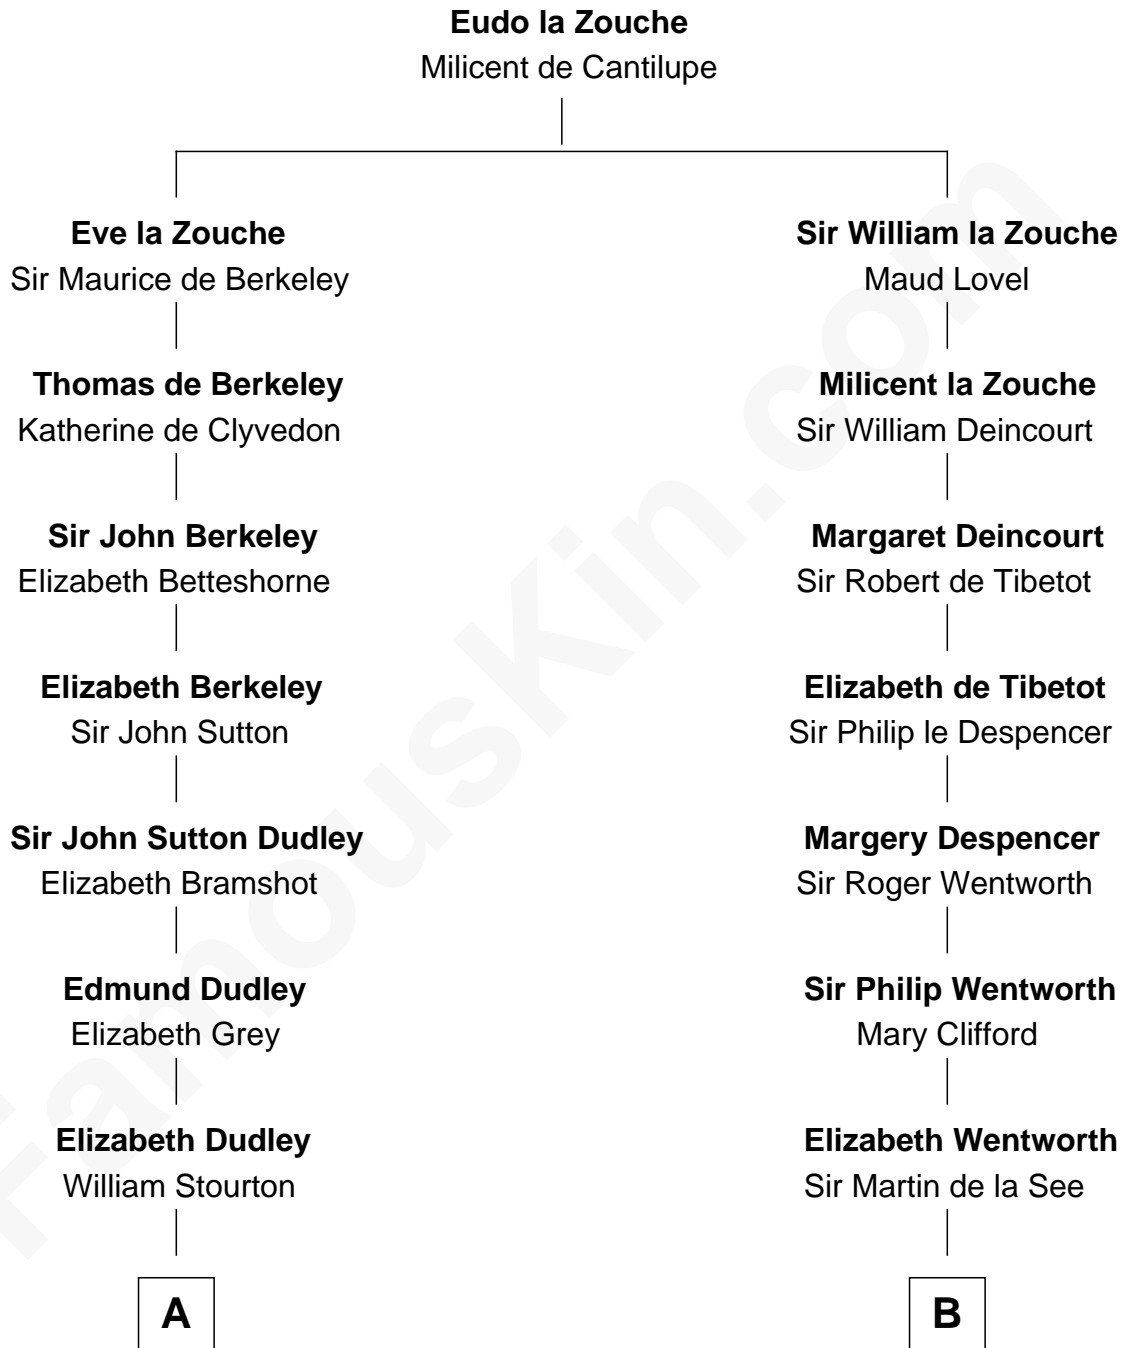 Eudo la Zouche
Milicent de Cantilupe
Eve la Zouche
Sir Maurice de Berkeley
Sir William la Zouche
Maud Lovel
Thomas de Berkeley
Katherine de Clyvedon
Milicent la Zouche
Sir William Deincourt
Sir John Berkeley
Elizabeth Betteshorne
Margaret Deincourt
Sir Robert de Tibetot
Elizabeth Berkeley
Sir John Sutton
Elizabeth de Tibetot
Sir Philip le Despencer
Sir John Sutton Dudley
Elizabeth Bramshot
Margery Despencer
Sir Roger Wentworth
Edmund Dudley
Elizabeth Grey
Sir Philip Wentworth
Mary Clifford
Elizabeth Dudley
William Stourton
Elizabeth Wentworth
Sir Martin de la See
A
B
FamousKin.com